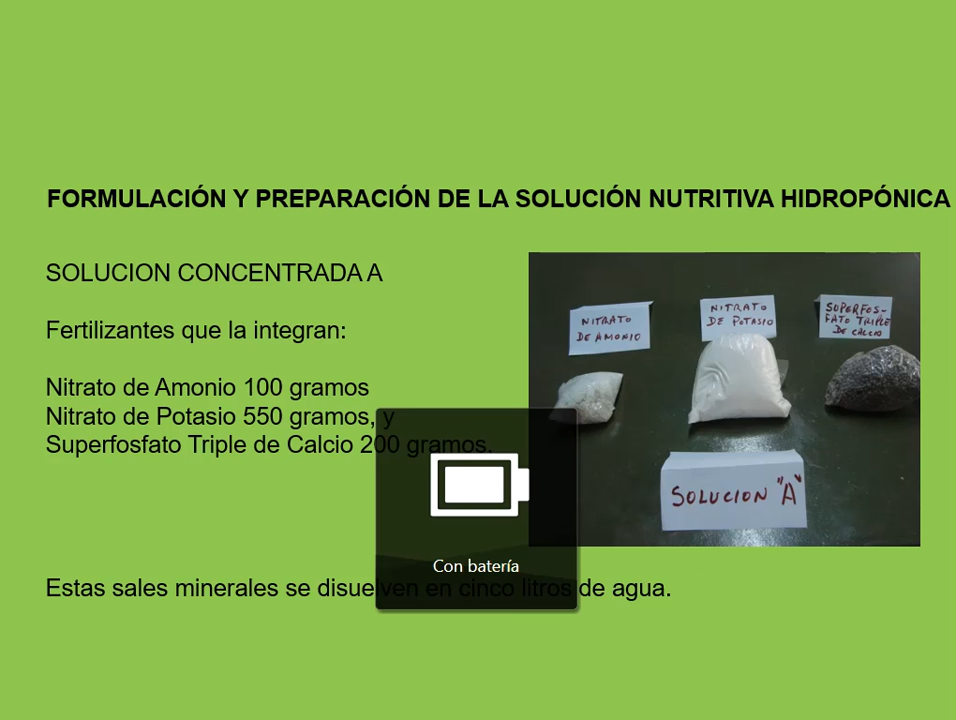 FORMULACIÓN Y PREPARACIÓN DE LA SOLUCIÓN NUTRITIVA HIDROPÓNICA
SOLUCION CONCENTRADA A
Fertilizantes que la integran:
Nitrato de Amonio 100 gramos
Nitrato de Potasio 550 gramos, y
Superfosfato Triple de Calcio 200 gramos.
NITRATO
DE AMONIO
NITRATO
DE POTASIO
SUPERFOS-
FATO TRIPLE
DE CALCIO
SOLUCION "A"
Con batería
Estas sales minerales se disuelven en cinco litros de agua.